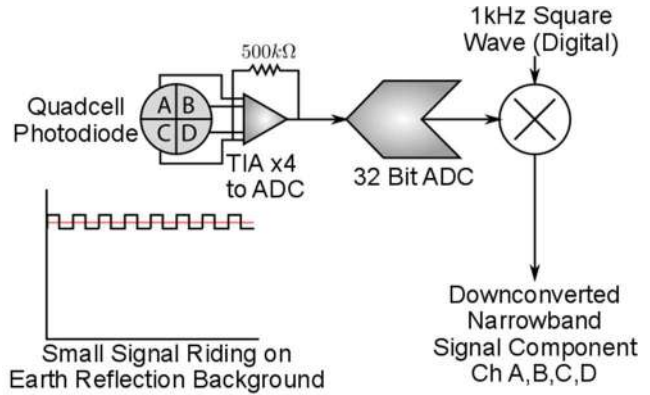 1kHz Square
Wave (Digital)
500kΩ
Quadcell
Photodiode
A B
C D
TIA x4
to ADC
32 Bit ADC
Small Signal Riding on
Earth Reflection Background
Downconverted
Narrowband
Signal Component
Ch A,B,C,D